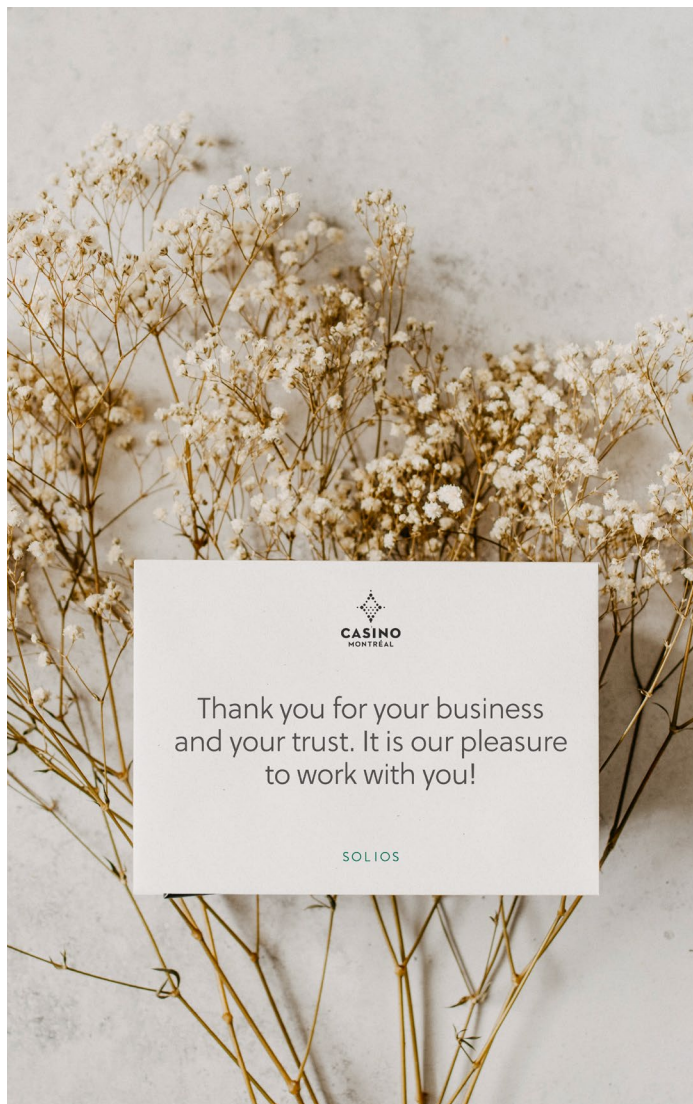 CASINO
MONTRÉAL
Thank you for your business
and your trust. It is our pleasure
to work with you!
SOLIOS